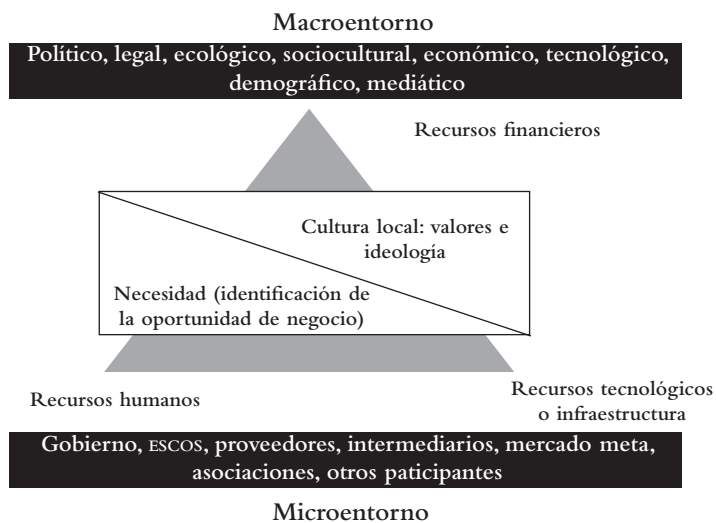 Macroentorno
Político, legal, ecológico, sociocultural, económico, tecnológico,
demográfico, mediático
Recursos financieros
Cultura local: valores e
ideología
Necesidad (identificación de
la oportunidad de negocio)
Recursos humanos
Recursos tecnológicos
o infraestructura
Gobierno, ESCOS, proveedores, intermediarios, mercado meta,
asociaciones, otros paticipantes
Microentorno